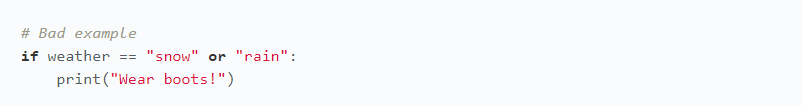 # Bad example
if weather == "snow" or "rain":
    print("Wear boots!")